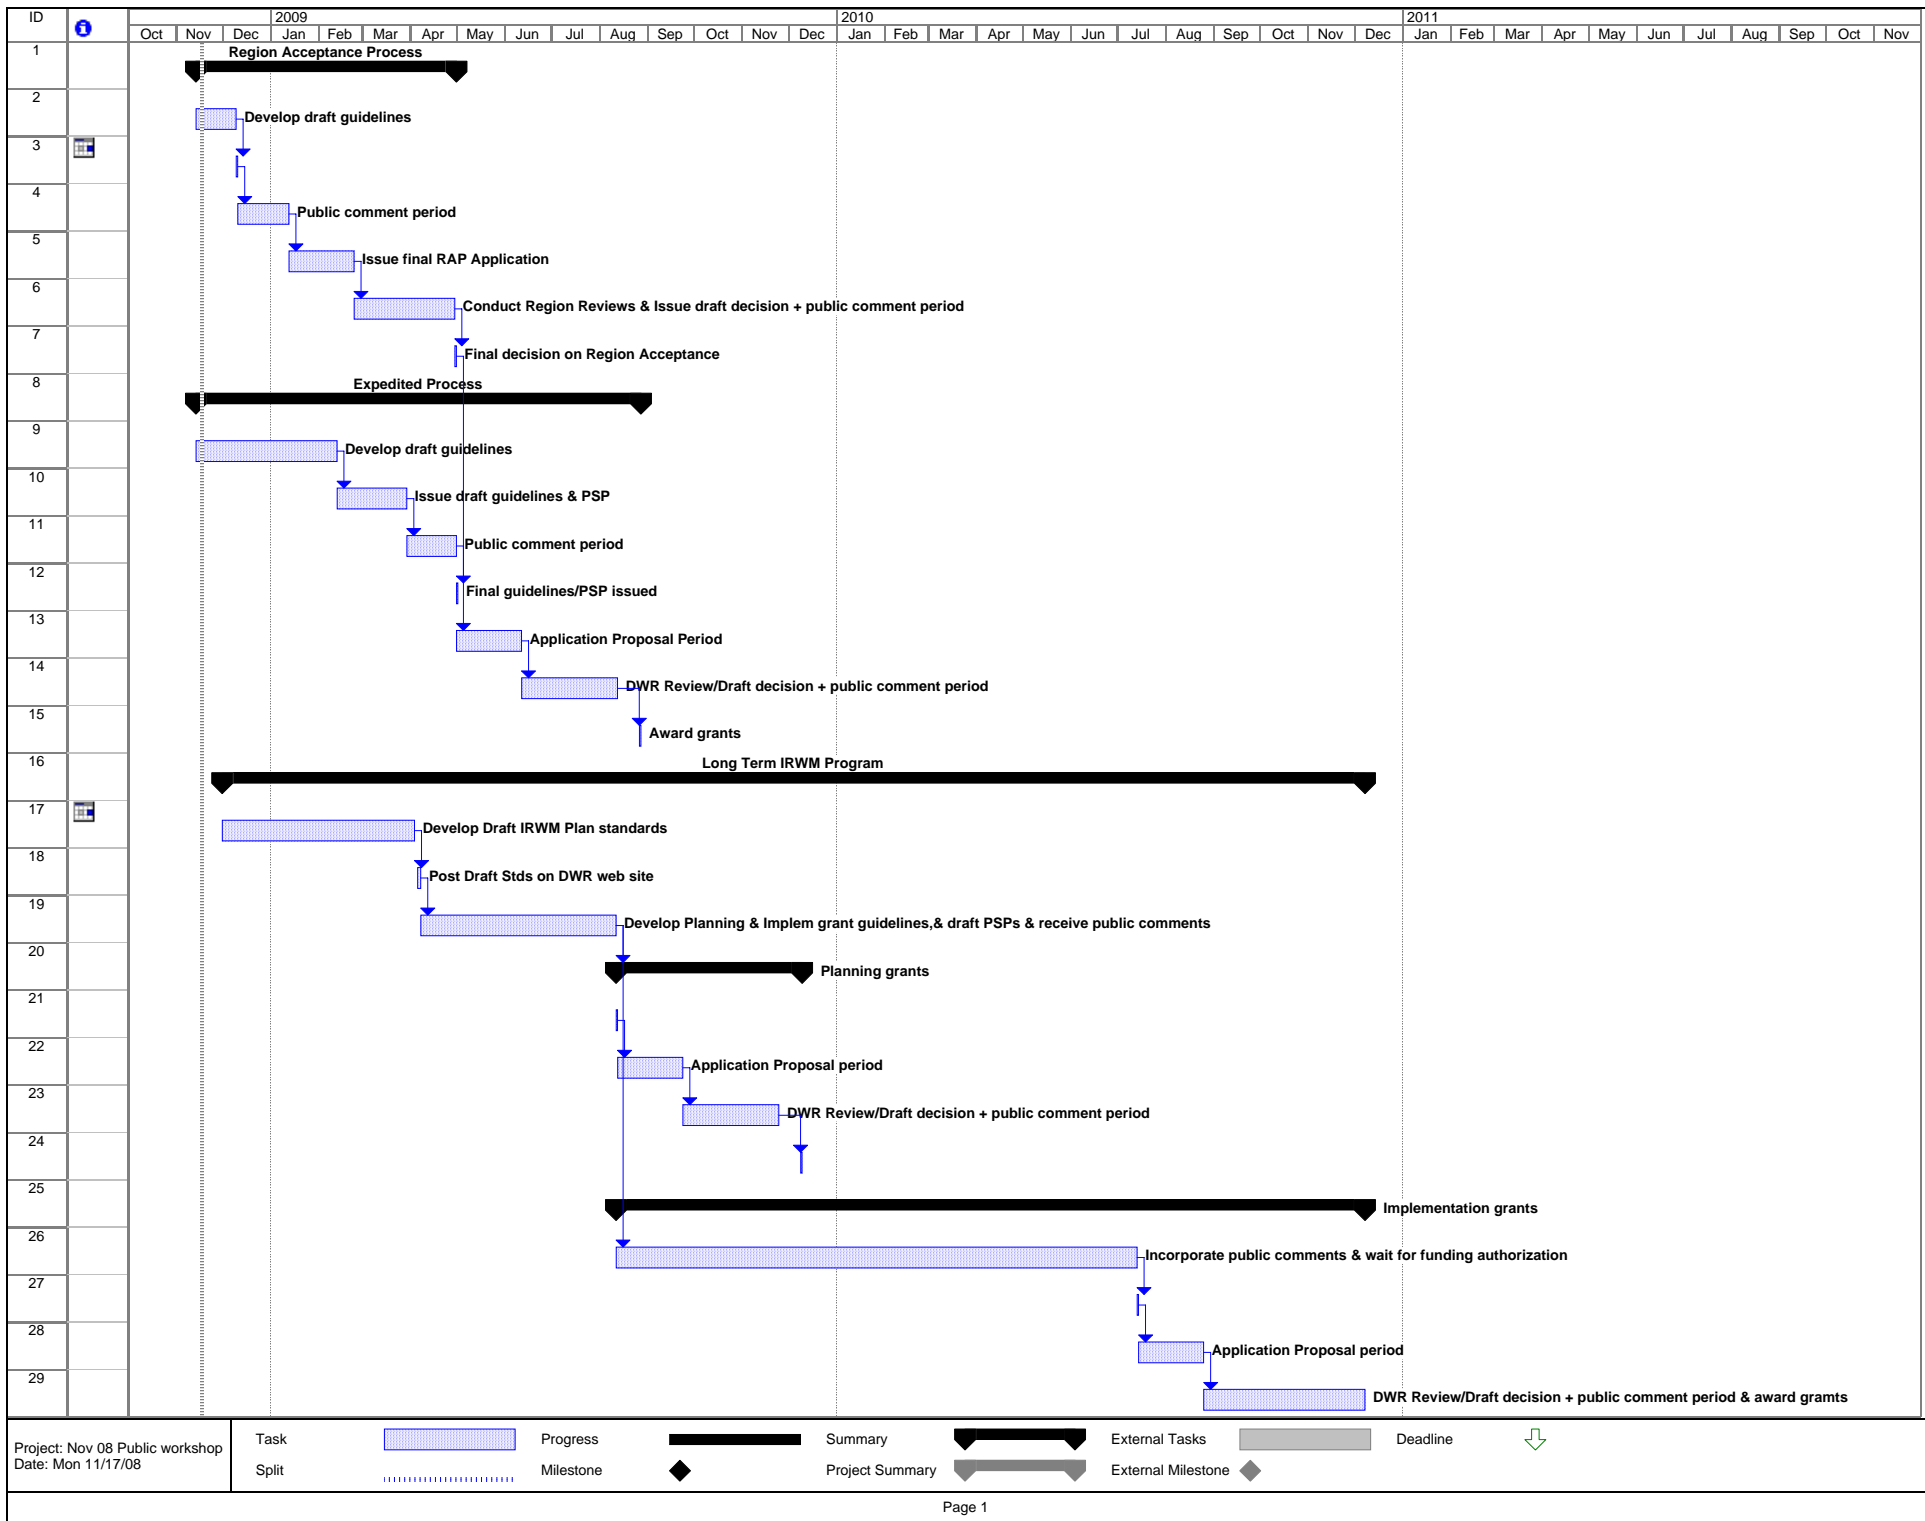 ID 2009 2010 2011
Oct Nov Dec Jan Feb Mar Apr May Jun Jul Aug Sep Oct Nov Dec Jan Feb Mar Apr May Jun Jul Aug Sep Oct Nov Dec Jan Feb Mar Apr May Jun Jul Aug Sep Oct Nov
1 Region Acceptance Process
2 Develop draft guidelines
3
4 Public comment period
5 Issue final RAP Application
6 Conduct Region Reviews & Issue draft decision + public comment period
7 Final decision on Region Acceptance
8 Expedited Process
9 Develop draft guidelines
10 Issue draft guidelines & PSP
11 Public comment period
12 Final guidelines/PSP issued
13 Application Proposal Period
14 DWR Review/Draft decision + public comment period
15 Award grants
16 Long Term IRWM Program
17 Develop Draft IRWM Plan standards
18 Post Draft Stds on DWR web site
19 Develop Planning & Implem grant guidelines,& draft PSPs & receive public comments
20 Planning grants
21
22 Application Proposal period
23 DWR Review/Draft decision + public comment period
24
25 Implementation grants
26 Incorporate public comments & wait for funding authorization
27
28 Application Proposal period
29 DWR Review/Draft decision + public comment period & award gramts
Project: Nov 08 Public workshop
Date: Mon 11/17/08
Task Progress Summary External Tasks Deadline
Split Milestone Project Summary External Milestone
Page 1